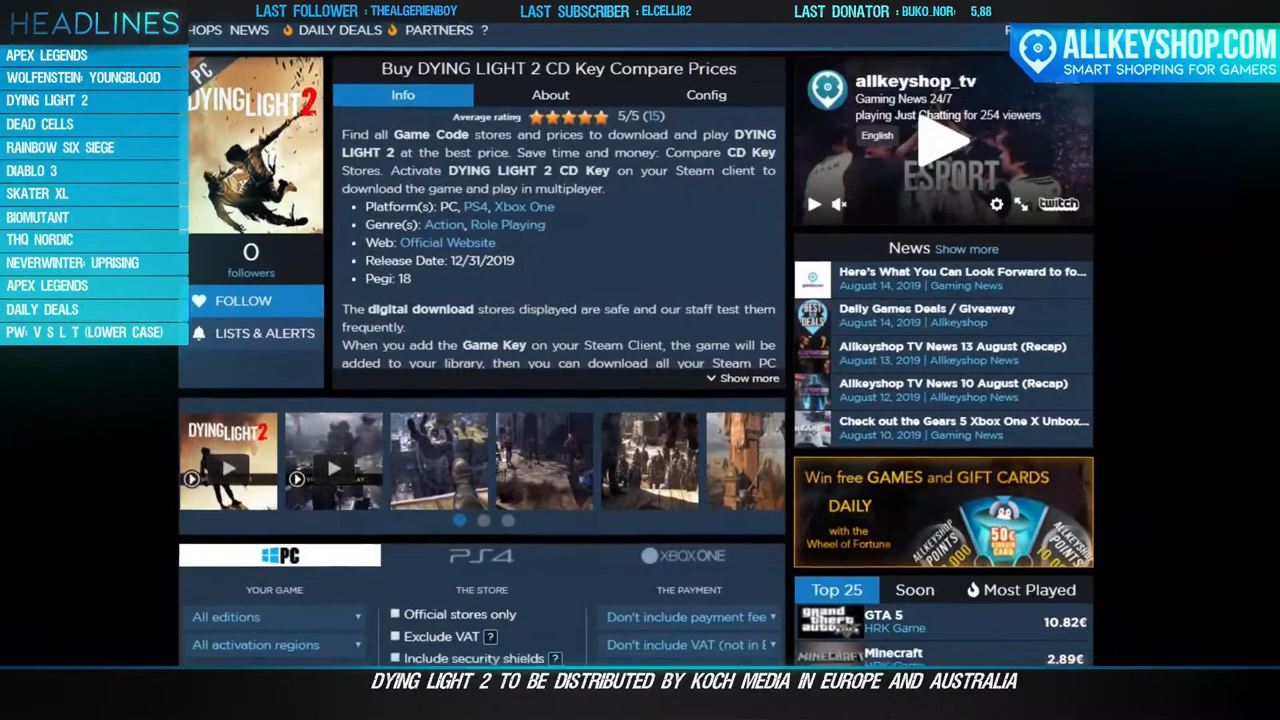 HEADLINES
LAST FOLLOWER : THEALGERIENBOY
LAST SUBSCRIBER : ELCELLI82
LAST DONATOR : BUKO_NOR: 5,88
HOPS NEWS DAILY DEALS PARTNERS ?
ALLKEYSHOP.COM
SMART SHOPPING FOR GAMERS
APEX LEGENDS
WOLFENSTEIN: YOUNGBLOOD
DYING LIGHT 2
DEAD CELLS
RAINBOW SIX SIEGE
DIABLO 3
SKATER XL
BIOMUTANT
THQ NORDIC
NEVERWINTER: UPRISING
APEX LEGENDS
DAILY DEALS
PW: V S L T (LOWER CASE)
PC
DYING LIGHT 2
0
followers
FOLLOW
LISTS & ALERTS
Buy DYING LIGHT 2 CD Key Compare Prices
Info About Config
Average rating 5/5 (15)
Find all Game Code stores and prices to download and play DYING
LIGHT 2 at the best price. Save time and money: Compare CD Key
Stores. Activate DYING LIGHT 2 CD Key on your Steam client to
download the game and play in multiplayer.
• Platform(s): PC, PS4, Xbox One
• Genre(s): Action, Role Playing
• Web: Official Website
• Release Date: 12/31/2019
• Pegi: 18
The digital download stores displayed are safe and our staff test them
frequently.
When you add the Game Key on your Steam Client, the game will be
added to your library, then you can download all your Steam PC
Show more
allkeyshop_tv
Gaming News 24/7
playing Just Chatting for 254 viewers
English
ESPORT
twitch
News Show more
Here's What You Can Look Forward to fo...
August 14, 2019 | Gaming News
Daily Games Deals / Giveaway
August 14, 2019 | Allkeyshop
Allkeyshop TV News 13 August (Recap)
August 13, 2019 | Allkeyshop News
Allkeyshop TV News 10 August (Recap)
August 12, 2019 | Allkeyshop News
Check out the Gears 5 Xbox One X Unbox...
August 10, 2019 | Gaming News
DYING LIGHT 2
Win free GAMES and GIFT CARDS
DAILY
with the
Wheel of Fortune
50€
ALLKEYSHOP
POINTS
PC PS4 XBOX ONE
YOUR GAME THE STORE THE PAYMENT
All editions
All activation regions
Official stores only
Exclude VAT ?
Include security shields ?
Don't include payment fee
Don't include VAT (not in E
Top 25 Soon Most Played
GTA 5
HRK Game
10.82€
Minecraft
HRK Game
2.89€
DYING LIGHT 2 TO BE DISTRIBUTED BY KOCH MEDIA IN EUROPE AND AUSTRALIA